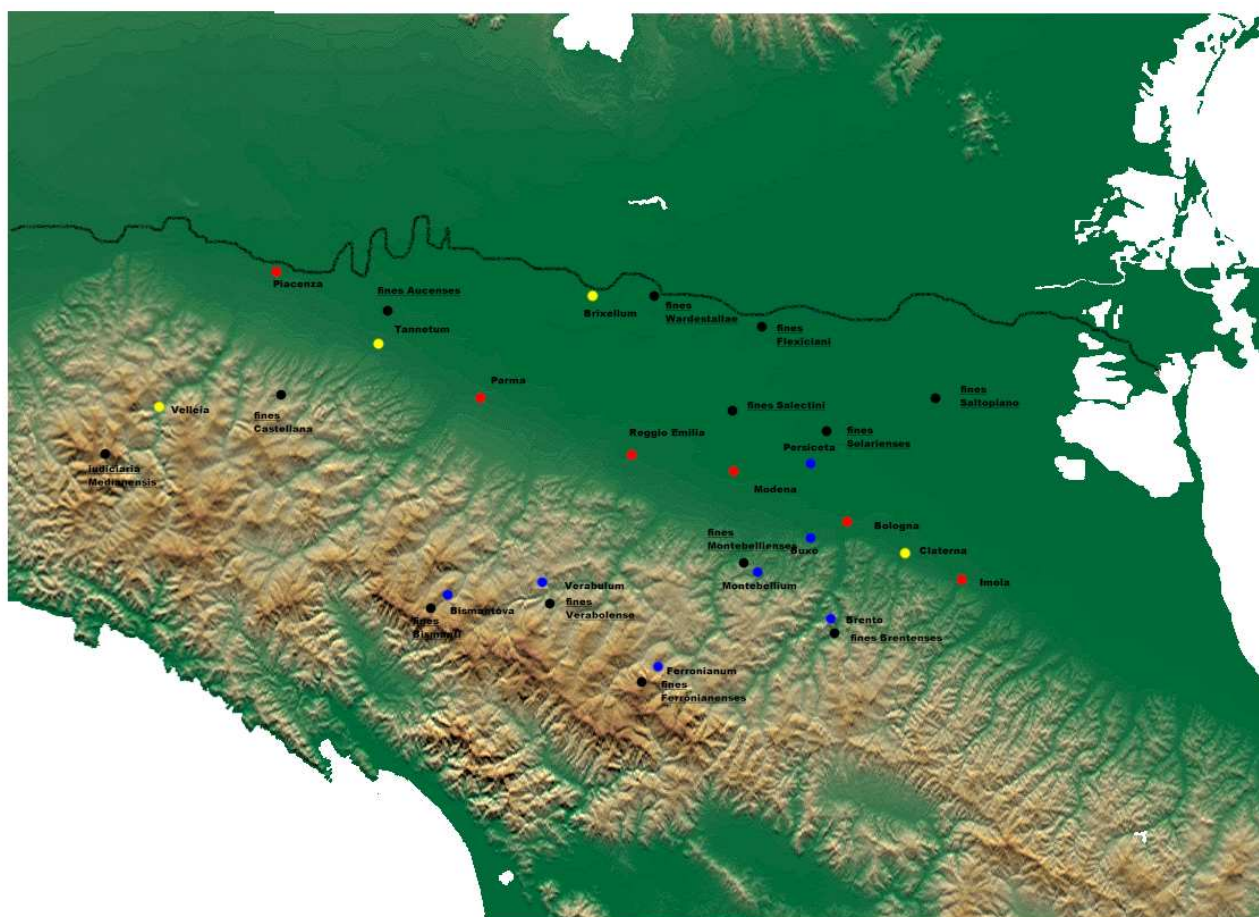 Piacenza
fines Aucenses
Tannetum
Brixellum
fines
Wardestallae
fines
Flexiciani
Parma
Velleia
fines
Castellana
fines Salectini
fines
Saltopiano
fines
Solarienses
Reggio Emilia
Persiceta
iudiciaria
Medianensis
Modena
Bologna
fines
Montebellienses
Buxo
Claterna
Montebellium
Imola
Verabulum
fines
Verabolense
Bismantova
fines
Bismanti
Brento
fines Brentenses
Ferronianum
fines
Ferronianenses